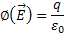 ∅(E⃗) = q/ε₀